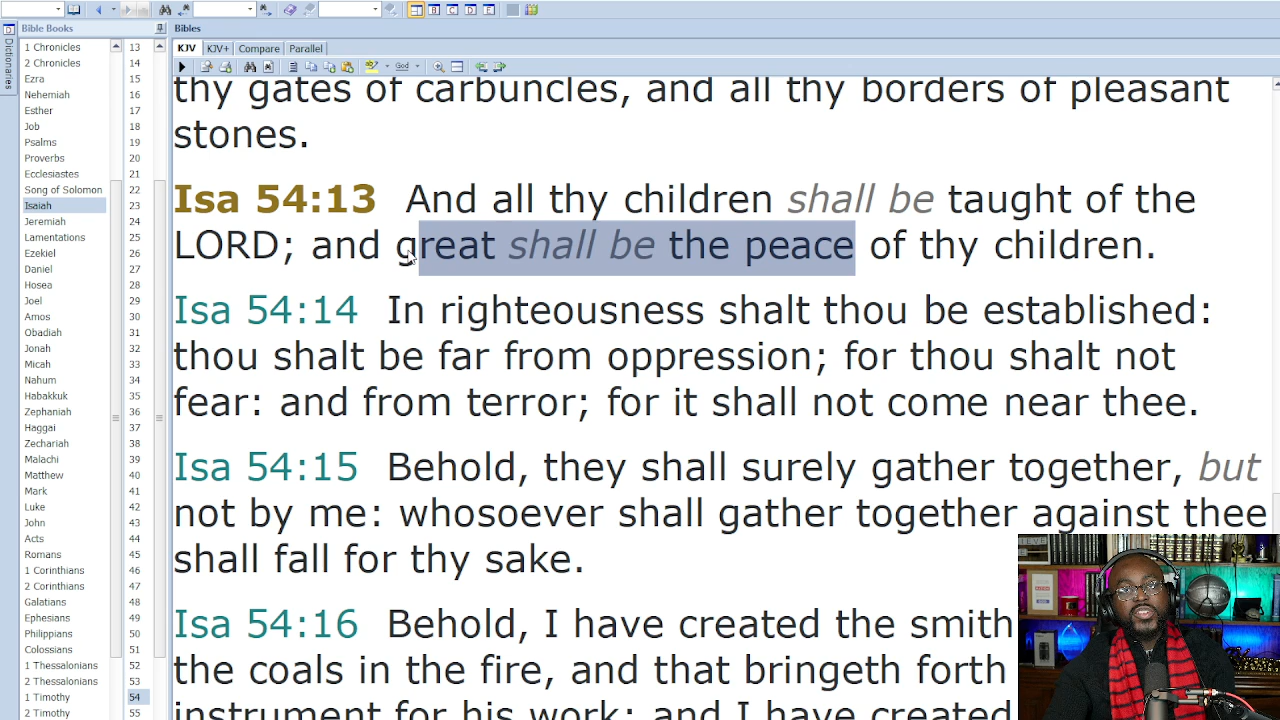 Bible Books
Bibles
Dictionaries
KJV
KJV+
Compare
Parallel
1 Chronicles
2 Chronicles
Ezra
Nehemiah
Esther
Job
Psalms
Proverbs
Ecclesiastes
Song of Solomon
Isaiah
Jeremiah
Lamentations
Ezekiel
Daniel
Hosea
Joel
Amos
Obadiah
Jonah
Micah
Nahum
Habakkuk
Zephaniah
Haggai
Zechariah
Malachi
Matthew
Mark
Luke
John
Acts
Romans
1 Corinthians
2 Corinthians
Galatians
Ephesians
Philippians
Colossians
1 Thessalonians
2 Thessalonians
1 Timothy
2 Timothy
13
14
15
16
17
18
19
20
21
22
23
24
25
26
27
28
29
30
31
32
33
34
35
36
37
38
39
40
41
42
43
44
45
46
47
48
49
50
51
52
53
54
55
thy gates of carbuncles, and all thy borders of pleasant
stones.
Isa 54:13 And all thy children shall be taught of the
LORD; and great shall be the peace of thy children.
Isa 54:14 In righteousness shalt thou be established:
thou shalt be far from oppression; for thou shalt not
fear: and from terror; for it shall not come near thee.
Isa 54:15 Behold, they shall surely gather together, but
not by me: whosoever shall gather together against thee
shall fall for thy sake.
Isa 54:16 Behold, I have created the smith
the coals in the fire, and that bringeth forth
instrument for his work; and I have created